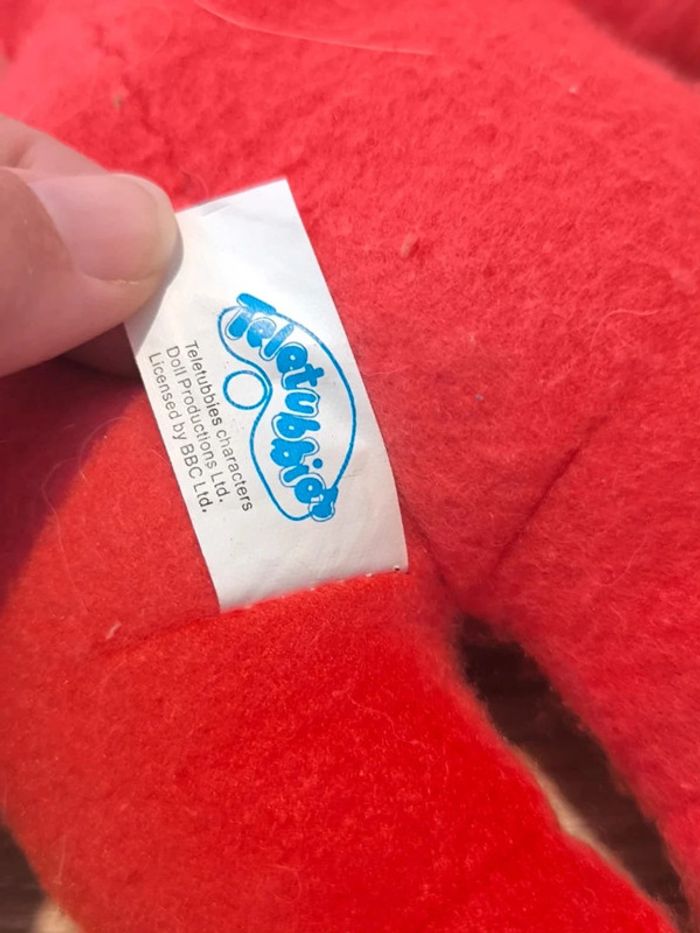 Teletubbies
Teletubbies characters
Doll Productions Ltd.
Licensed by BBC Ltd.